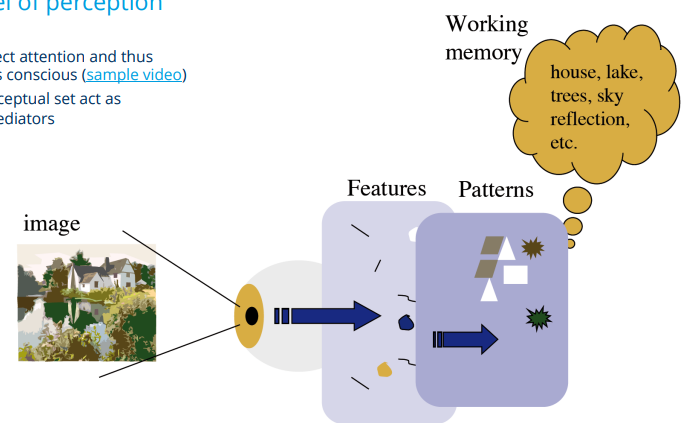 of perception
ect attention and thus
s conscious (sample video)
ceptual set act as
ediators
Working
memory
house, lake,
trees, sky
reflection,
etc.
Features
Patterns
image